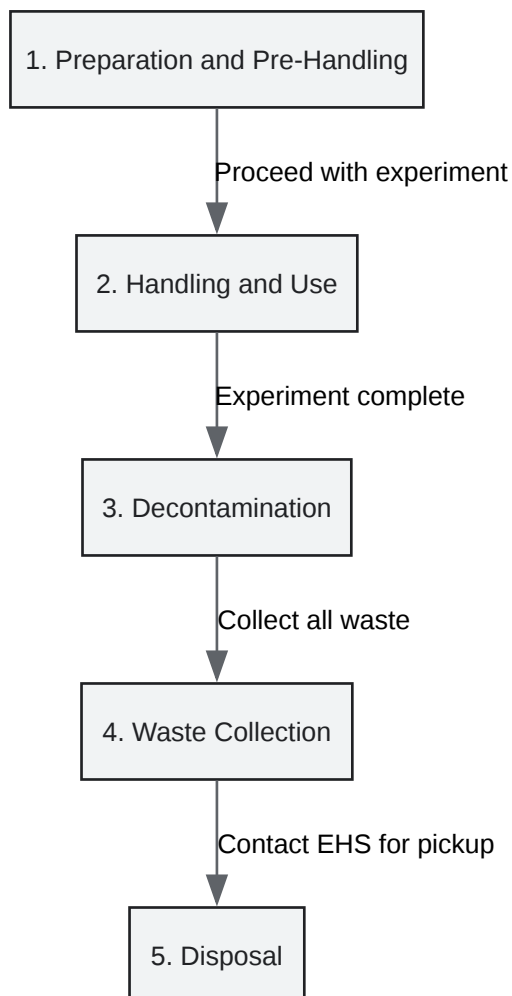 1. Preparation and Pre-Handling
Proceed with experiment
2. Handling and Use
Experiment complete
3. Decontamination
Collect all waste
4. Waste Collection
Contact EHS for pickup
5. Disposal